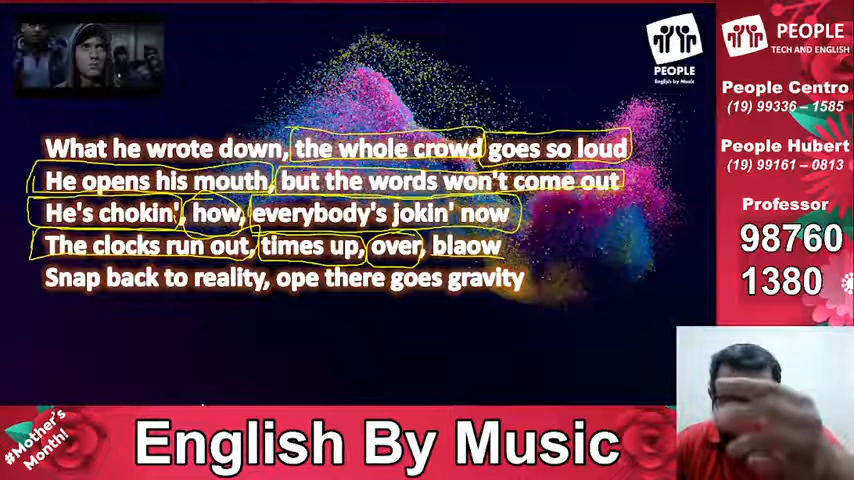 PEOPLE
English by Music
What he wrote down, the whole crowd goes so loud
He opens his mouth, but the words won't come out
He's chokin', how, everybody's jokin' now
The clocks run out, times up, over, blaow
Snap back to reality, ope there goes gravity
PEOPLE
TECH AND ENGLISH
People Centro
(19) 99336 – 1585
People Hubert
(19) 99161 – 0813
Professor
98760
1380
#Mother's
Month!
English By Music